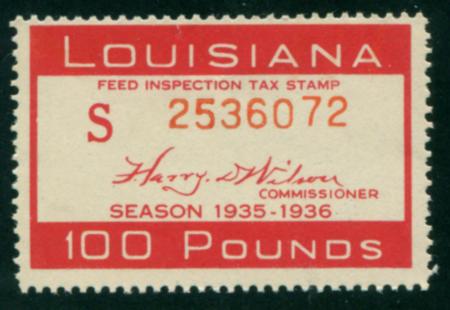 LOUISIANA
FEED INSPECTION TAX STAMP
S 2536072
Harry D Wilson
COMMISSIONER
SEASON 1935-1936
100 POUNDS